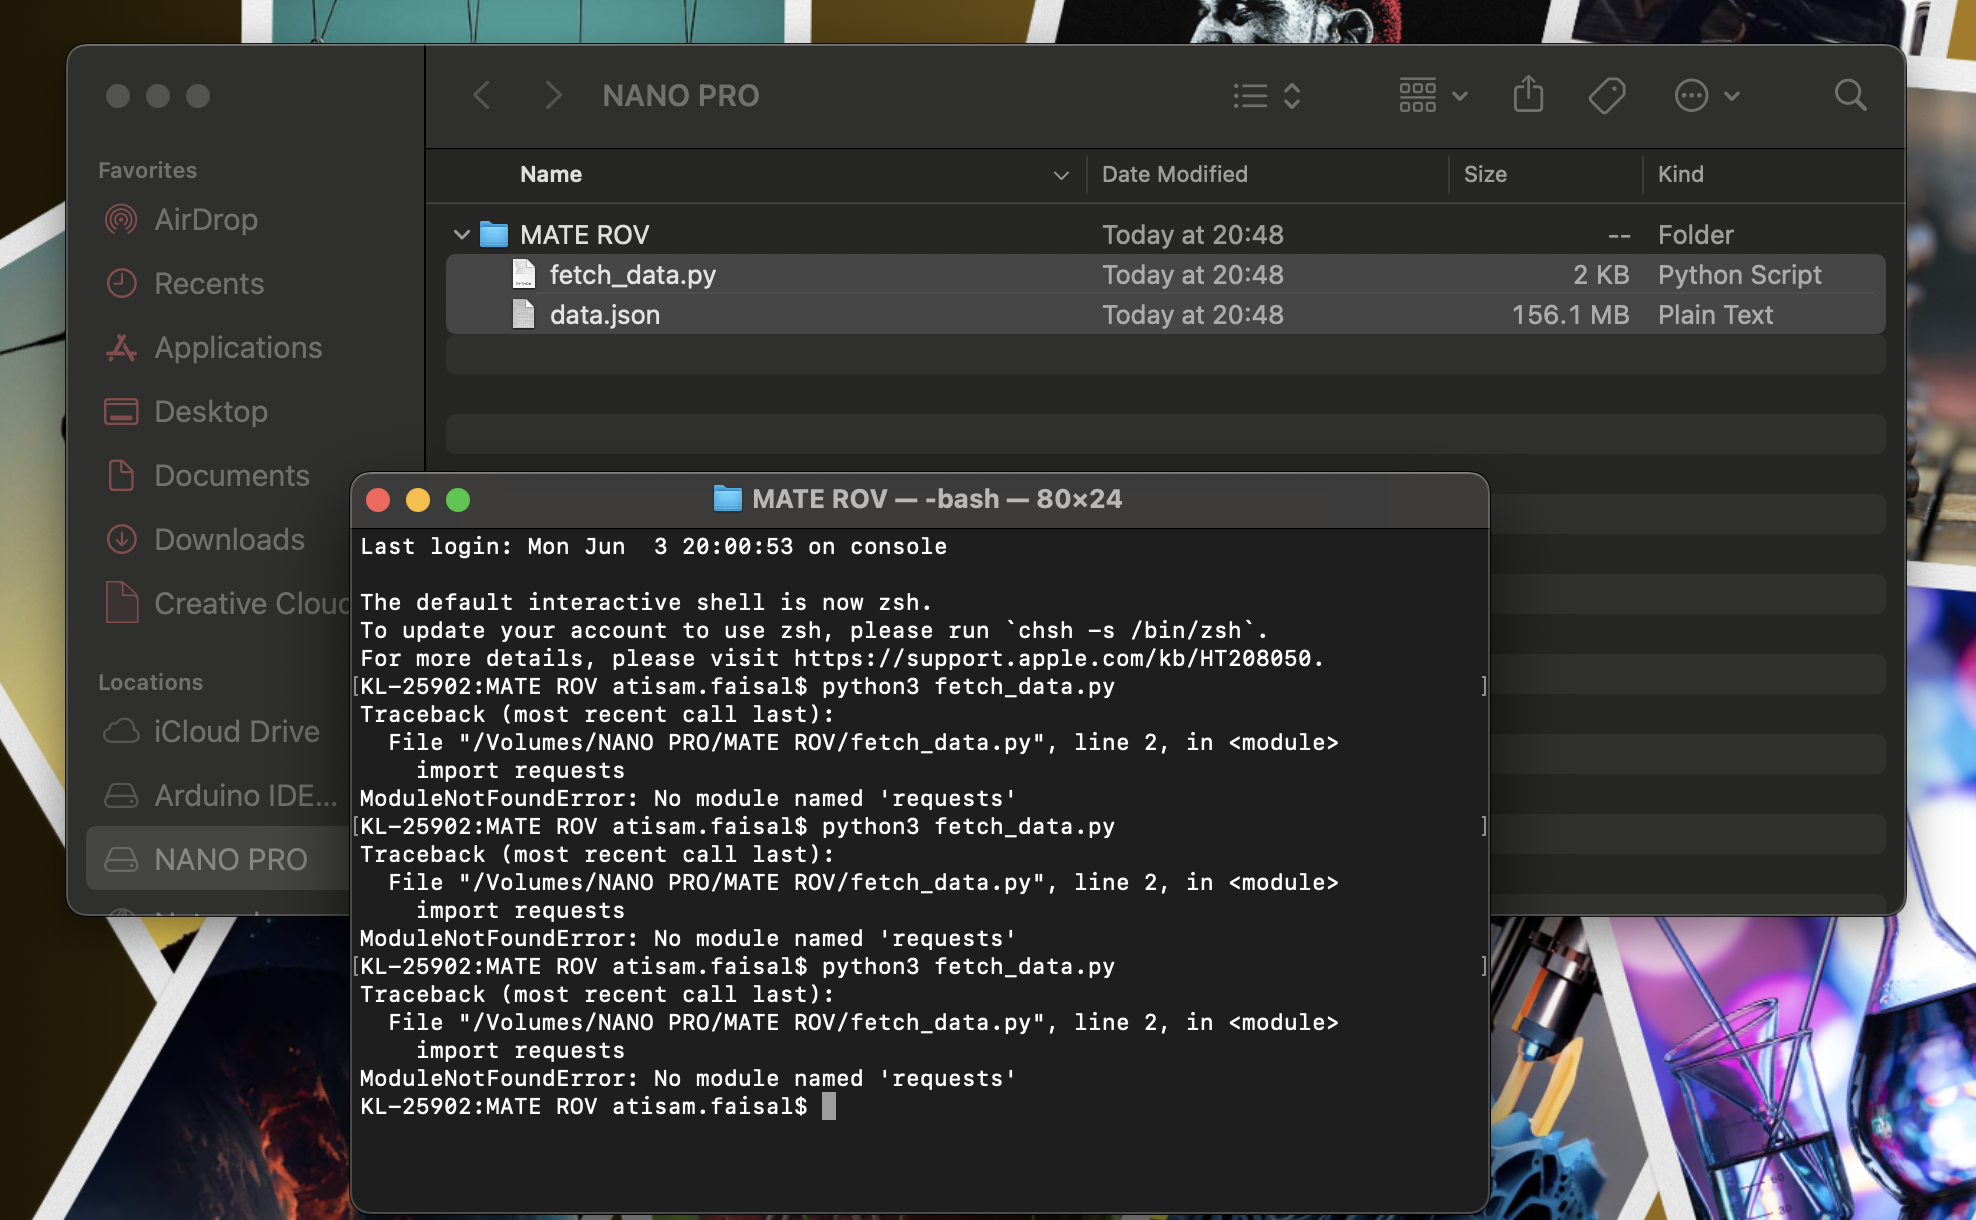 NANO PRO
Favorites
AirDrop
Recents
Applications
Desktop
Documents
Downloads
Creative Cloud
Locations
iCloud Drive
Arduino IDE...
NANO PRO
Name Date Modified Size Kind
MATE ROV Today at 20:48 -- Folder
fetch_data.py Today at 20:48 2 KB Python Script
data.json Today at 20:48 156.1 MB Plain Text
MATE ROV — -bash — 80×24
Last login: Mon Jun  3 20:00:53 on console
The default interactive shell is now zsh.
To update your account to use zsh, please run `chsh -s /bin/zsh`.
For more details, please visit https://support.apple.com/kb/HT208050.
[KL-25902:MATE ROV atisam.faisal$ python3 fetch_data.py ]
Traceback (most recent call last):
  File "/Volumes/NANO PRO/MATE ROV/fetch_data.py", line 2, in <module>
    import requests
ModuleNotFoundError: No module named 'requests'
[KL-25902:MATE ROV atisam.faisal$ python3 fetch_data.py ]
Traceback (most recent call last):
  File "/Volumes/NANO PRO/MATE ROV/fetch_data.py", line 2, in <module>
    import requests
ModuleNotFoundError: No module named 'requests'
[KL-25902:MATE ROV atisam.faisal$ python3 fetch_data.py ]
Traceback (most recent call last):
  File "/Volumes/NANO PRO/MATE ROV/fetch_data.py", line 2, in <module>
    import requests
ModuleNotFoundError: No module named 'requests'
KL-25902:MATE ROV atisam.faisal$